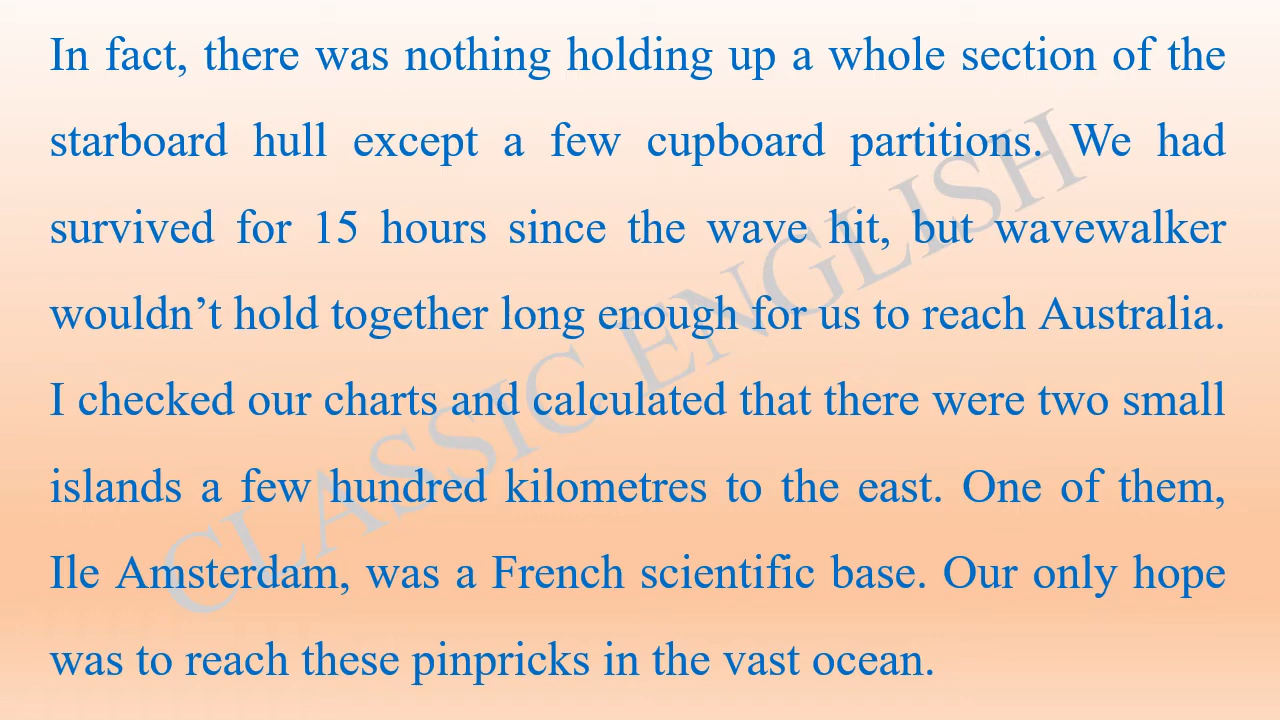 In fact, there was nothing holding up a whole section of the
starboard hull except a few cupboard partitions. We had
survived for 15 hours since the wave hit, but wavewalker
wouldn’t hold together long enough for us to reach Australia.
I checked our charts and calculated that there were two small
islands a few hundred kilometres to the east. One of them,
Ile Amsterdam, was a French scientific base. Our only hope
was to reach these pinpricks in the vast ocean.
CLASSIC ENGLISH